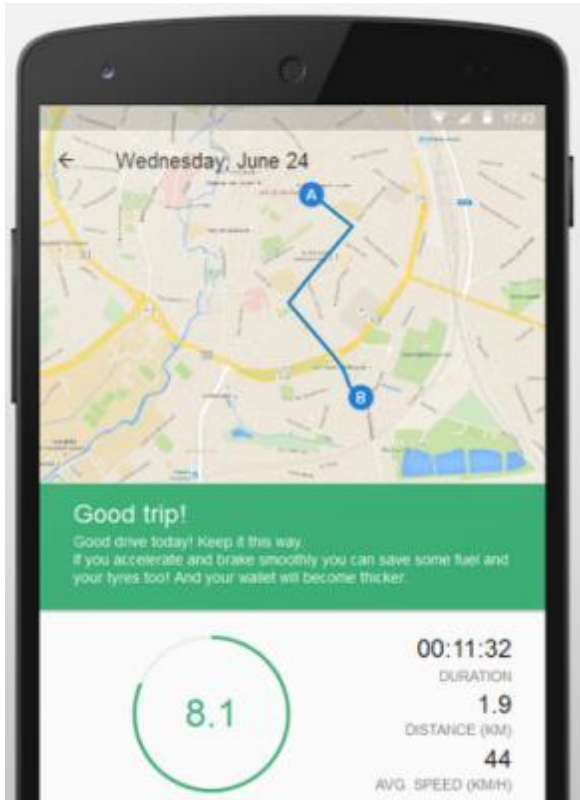 17:43
Wednesday, June 24
A
B
Good trip!
Good drive today! Keep it this way.
If you accelerate and brake smoothly you can save some fuel and
your tyres too! And your wallet will become thicker.
8.1
00:11:32
DURATION
1.9
DISTANCE (KM)
44
AVG. SPEED (KM/H)